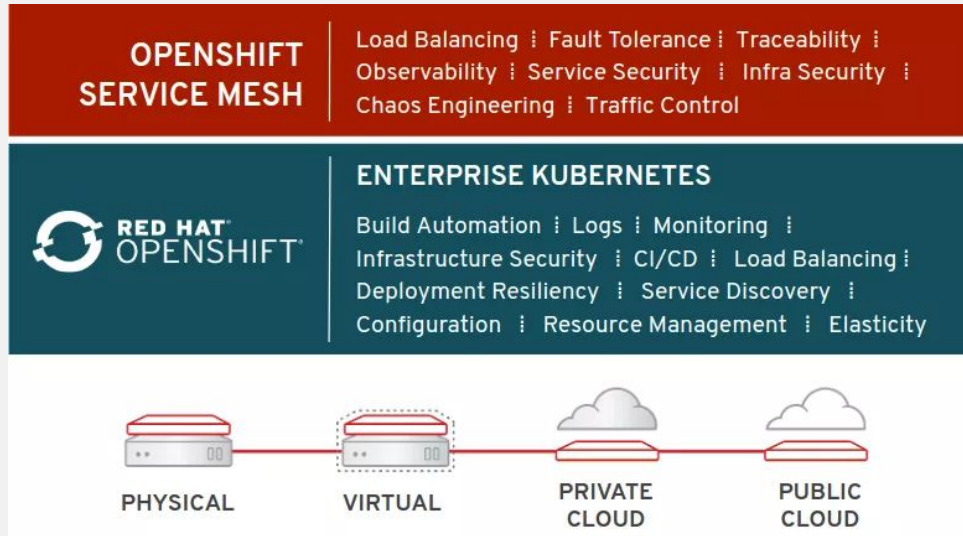 OPENSHIFT
SERVICE MESH
Load Balancing ⁞ Fault Tolerance ⁞ Traceability ⁞
Observability ⁞ Service Security ⁞ Infra Security ⁞
Chaos Engineering ⁞ Traffic Control
RED HAT®
OPENSHIFT®
ENTERPRISE KUBERNETES
Build Automation ⁞ Logs ⁞ Monitoring ⁞
Infrastructure Security ⁞ CI/CD ⁞ Load Balancing ⁞
Deployment Resiliency ⁞ Service Discovery ⁞
Configuration ⁞ Resource Management ⁞ Elasticity
PHYSICAL
VIRTUAL
PRIVATE
CLOUD
PUBLIC
CLOUD